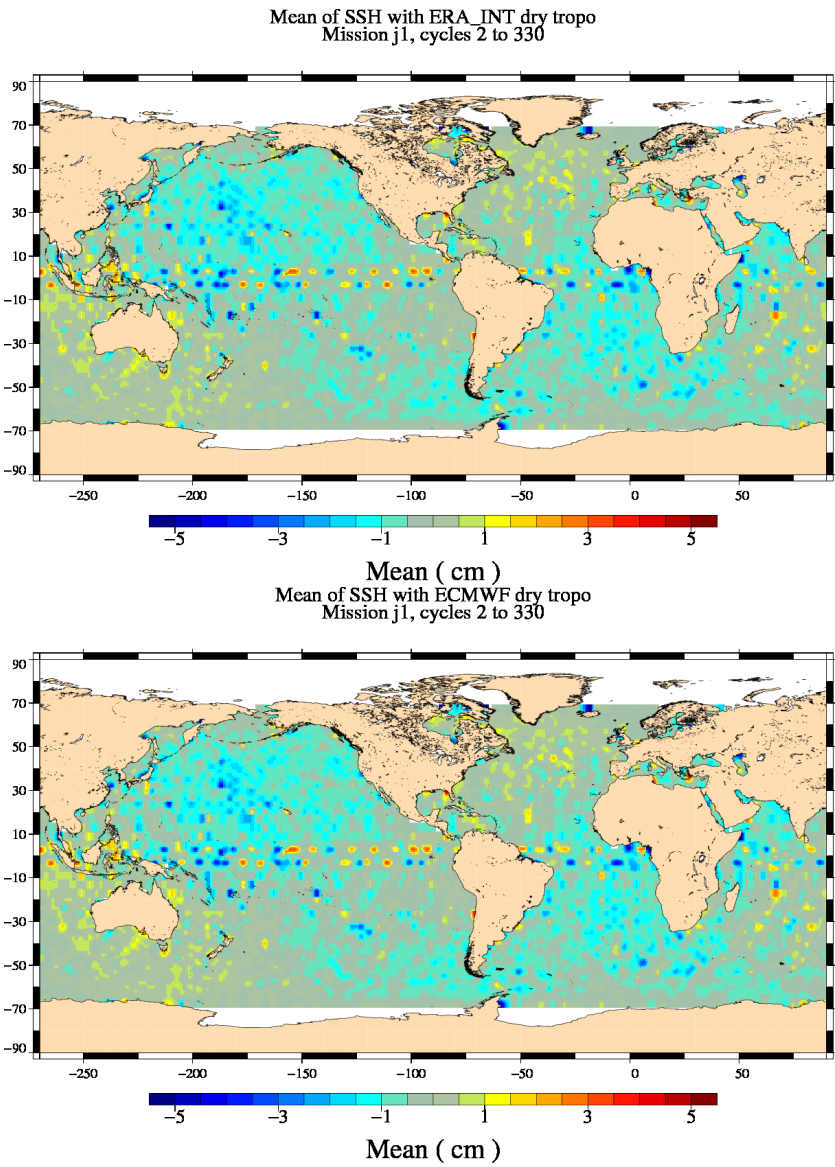 Mean of SSH with ERA_INT dry tropo
Mission j1, cycles 2 to 330
90
70
50
30
10
−10
−30
−50
−70
−90
−250 −200 −150 −100 −50 0 50
−5 −3 −1 1 3 5
Mean ( cm )
Mean of SSH with ECMWF dry tropo
Mission j1, cycles 2 to 330
90
70
50
30
10
−10
−30
−50
−70
−90
−250 −200 −150 −100 −50 0 50
−5 −3 −1 1 3 5
Mean ( cm )